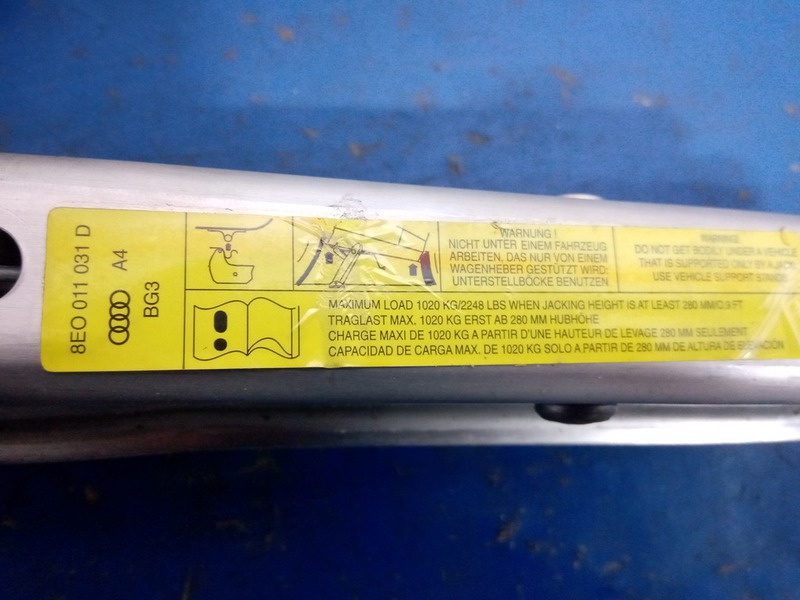 8EO 011 031 D
A4
BG3
WARNUNG !
NICHT UNTER EINEM FAHRZEUG
ARBEITEN, DAS NUR VON EINEM
WAGENHEBER GESTÜTZT WIRD:
UNTERSTELLBÖCKE BENUTZEN
WARNING
DO NOT GET BODILY UNDER A VEHICLE
THAT IS SUPPORTED ONLY BY A JACK
USE VEHICLE SUPPORT STANDS
MAXIMUM LOAD 1020 KG/2248 LBS WHEN JACKING HEIGHT IS AT LEAST 280 MM/0.9 FT
TRAGLAST MAX. 1020 KG ERST AB 280 MM HUBHÖHE
CHARGE MAXI DE 1020 KG A PARTIR D'UNE HAUTEUR DE LEVAGE 280 MM SEULEMENT
CAPACIDAD DE CARGA MAX. DE 1020 KG SOLO A PARTIR DE 280 MM DE ALTURA DE ELEVACIÓN